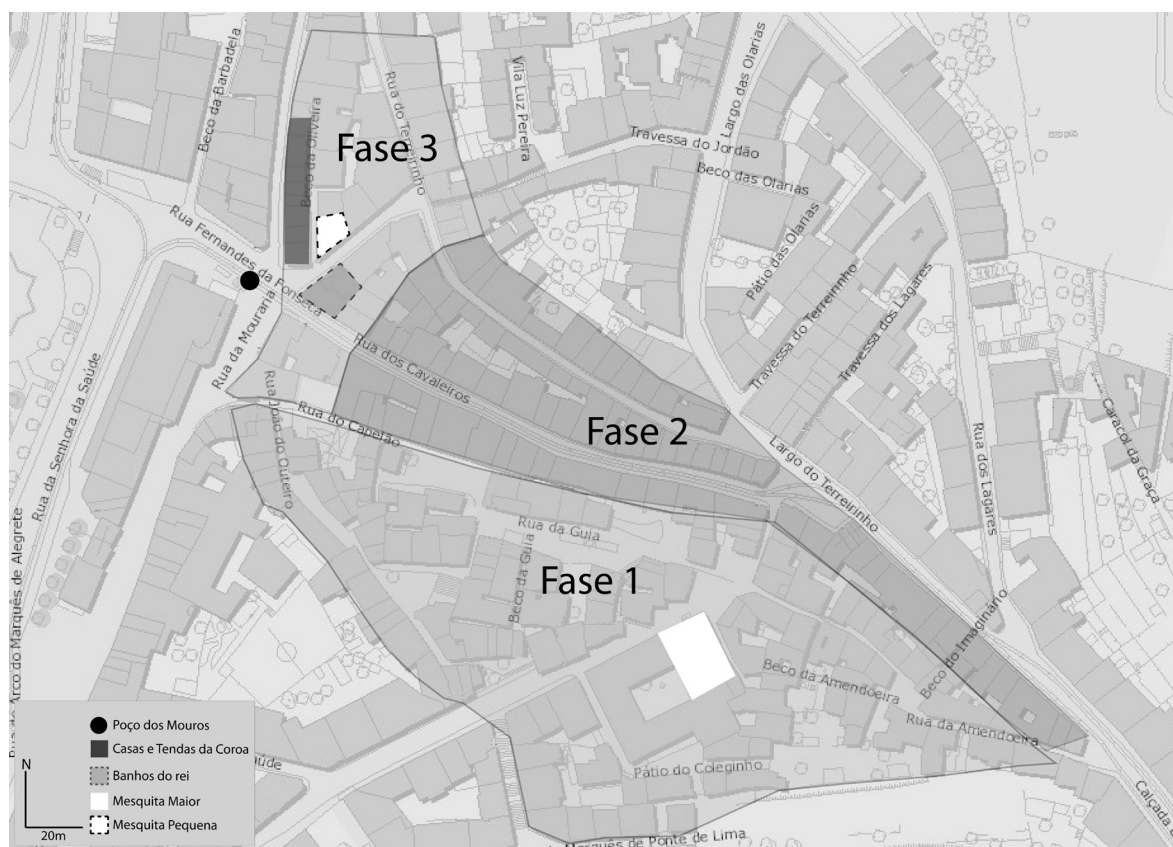 Beco da Barbadela
Beco da Oliveira
Rua do Terreirinho
Vila Luz Pereira
Largo das Olarias
Fase 3
Travessa do Jordão
Beco das Olarias
Pátio das Olarias
Rua Fernandes da Fonseca
Rua da Mouraria
Rua da Senhora da Saúde
Rua dos Cavaleiros
Travessa do Terreirinho
Travessa dos Lagares
Caracol da Graça
Rua João do Outeiro
Rua do Capelão
Fase 2
Largo do Terreirinho
Rua dos Lagares
Arco do Marquês de Alegrete
Rua da Guia
Beco da Guia
Fase 1
Beco do Imaginário
Beco da Amendoeira
Rua da Amendoeira
Pátio do Coleginho
Calçada
Marquês de Ponte de Lima
Poço dos Mouros
Casas e Tendas da Coroa
Banhos do rei
Mesquita Maior
Mesquita Pequena
N
20m